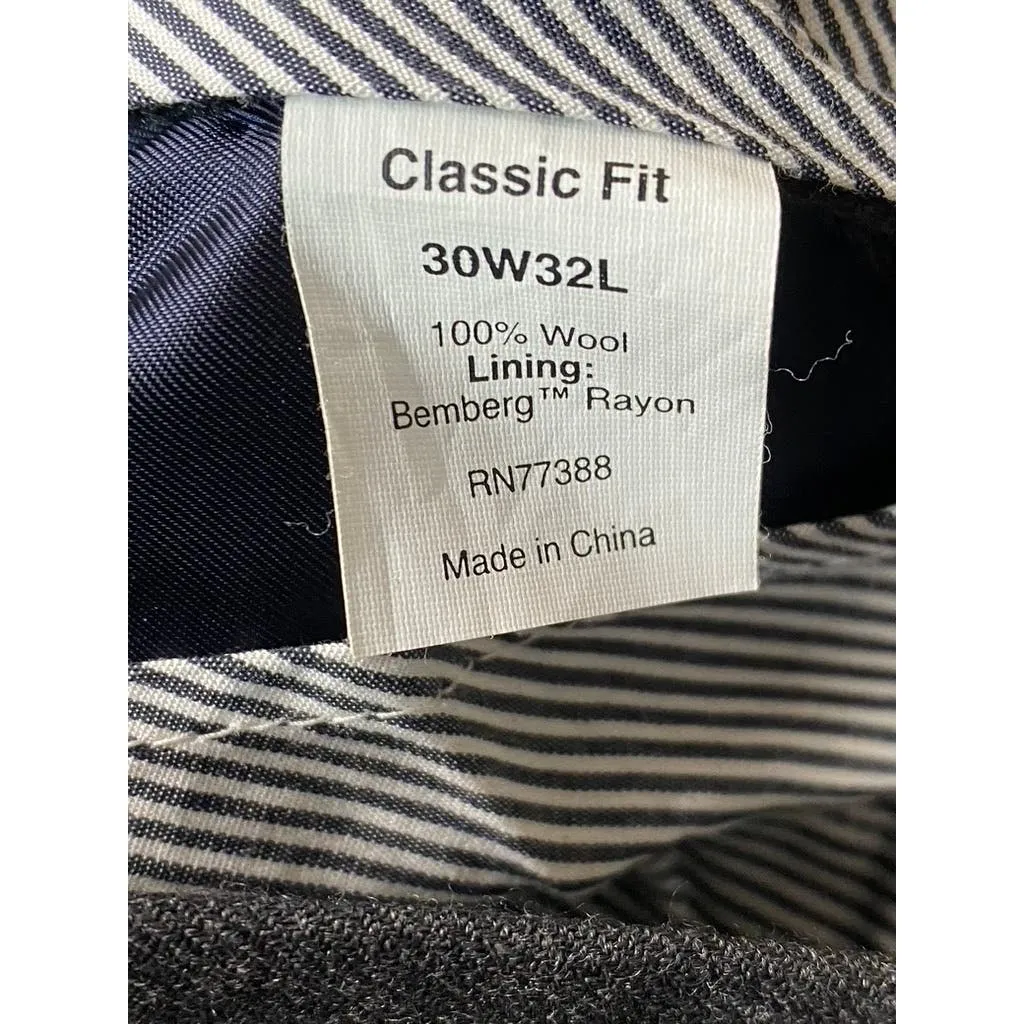 Classic Fit
30W32L
100% Wool
Lining:
Bemberg™ Rayon
RN77388
Made in China